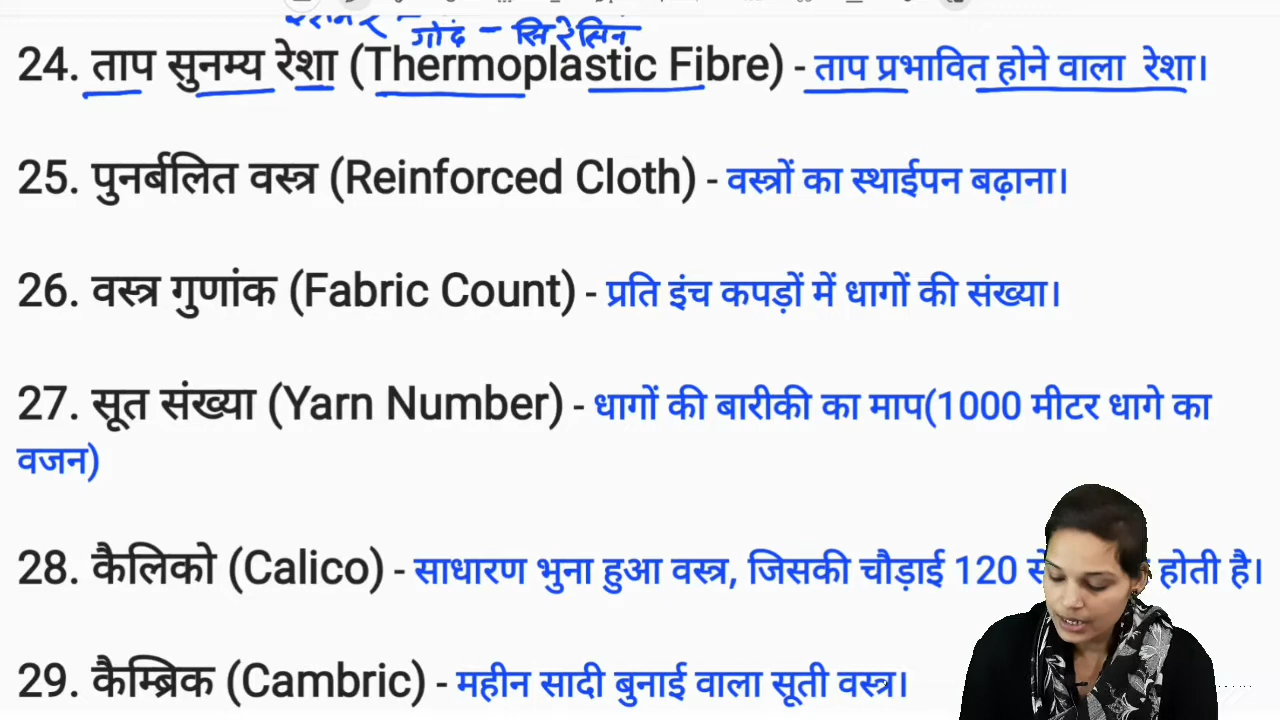 गोंद - सिरेसिन
24. ताप सुनम्य रेशा (Thermoplastic Fibre) - ताप प्रभावित होने वाला रेशा।
25. पुनर्बलित वस्त्र (Reinforced Cloth) - वस्त्रों का स्थाईपन बढ़ाना।
26. वस्त्र गुणांक (Fabric Count) - प्रति इंच कपड़ों में धागों की संख्या।
27. सूत संख्या (Yarn Number) - धागों की बारीकी का माप(1000 मीटर धागे का
वजन)
28. कैलिको (Calico) - साधारण भुना हुआ वस्त्र, जिसकी चौड़ाई 120 होती है।
29. कैम्ब्रिक (Cambric) - महीन सादी बुनाई वाला सूती वस्त्र।